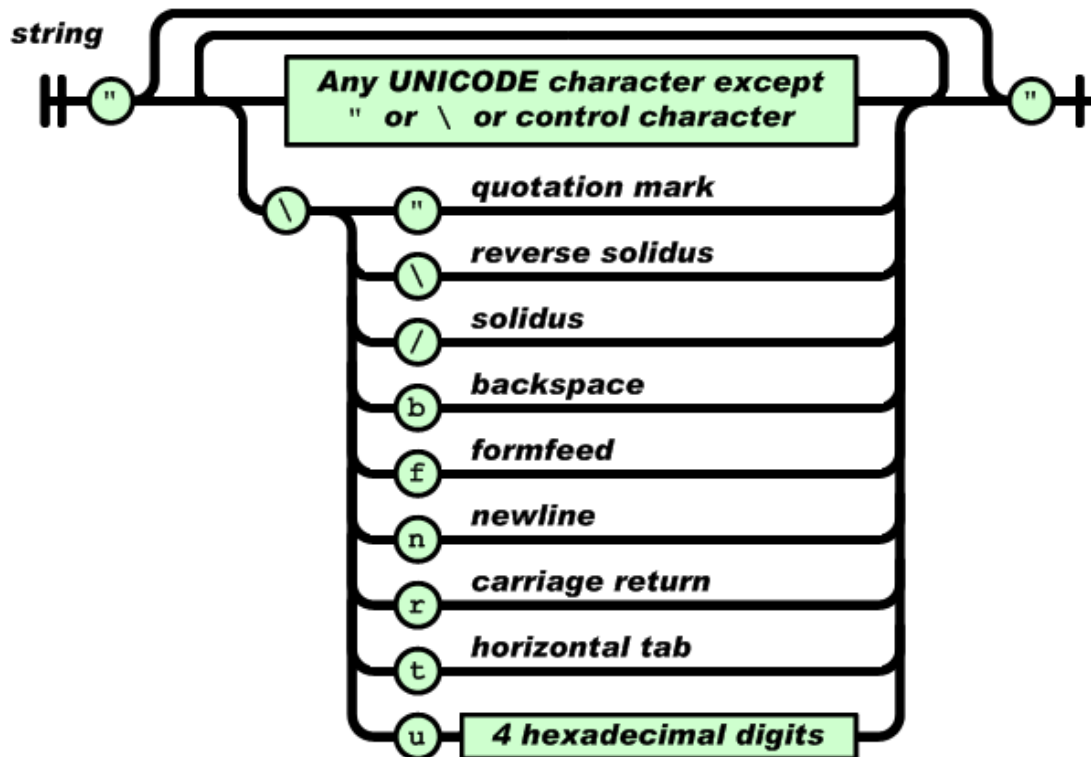 string
" Any UNICODE character except "
" or \ or control character
\ " quotation mark
\ reverse solidus
/ solidus
b backspace
f formfeed
n newline
r carriage return
t horizontal tab
u 4 hexadecimal digits